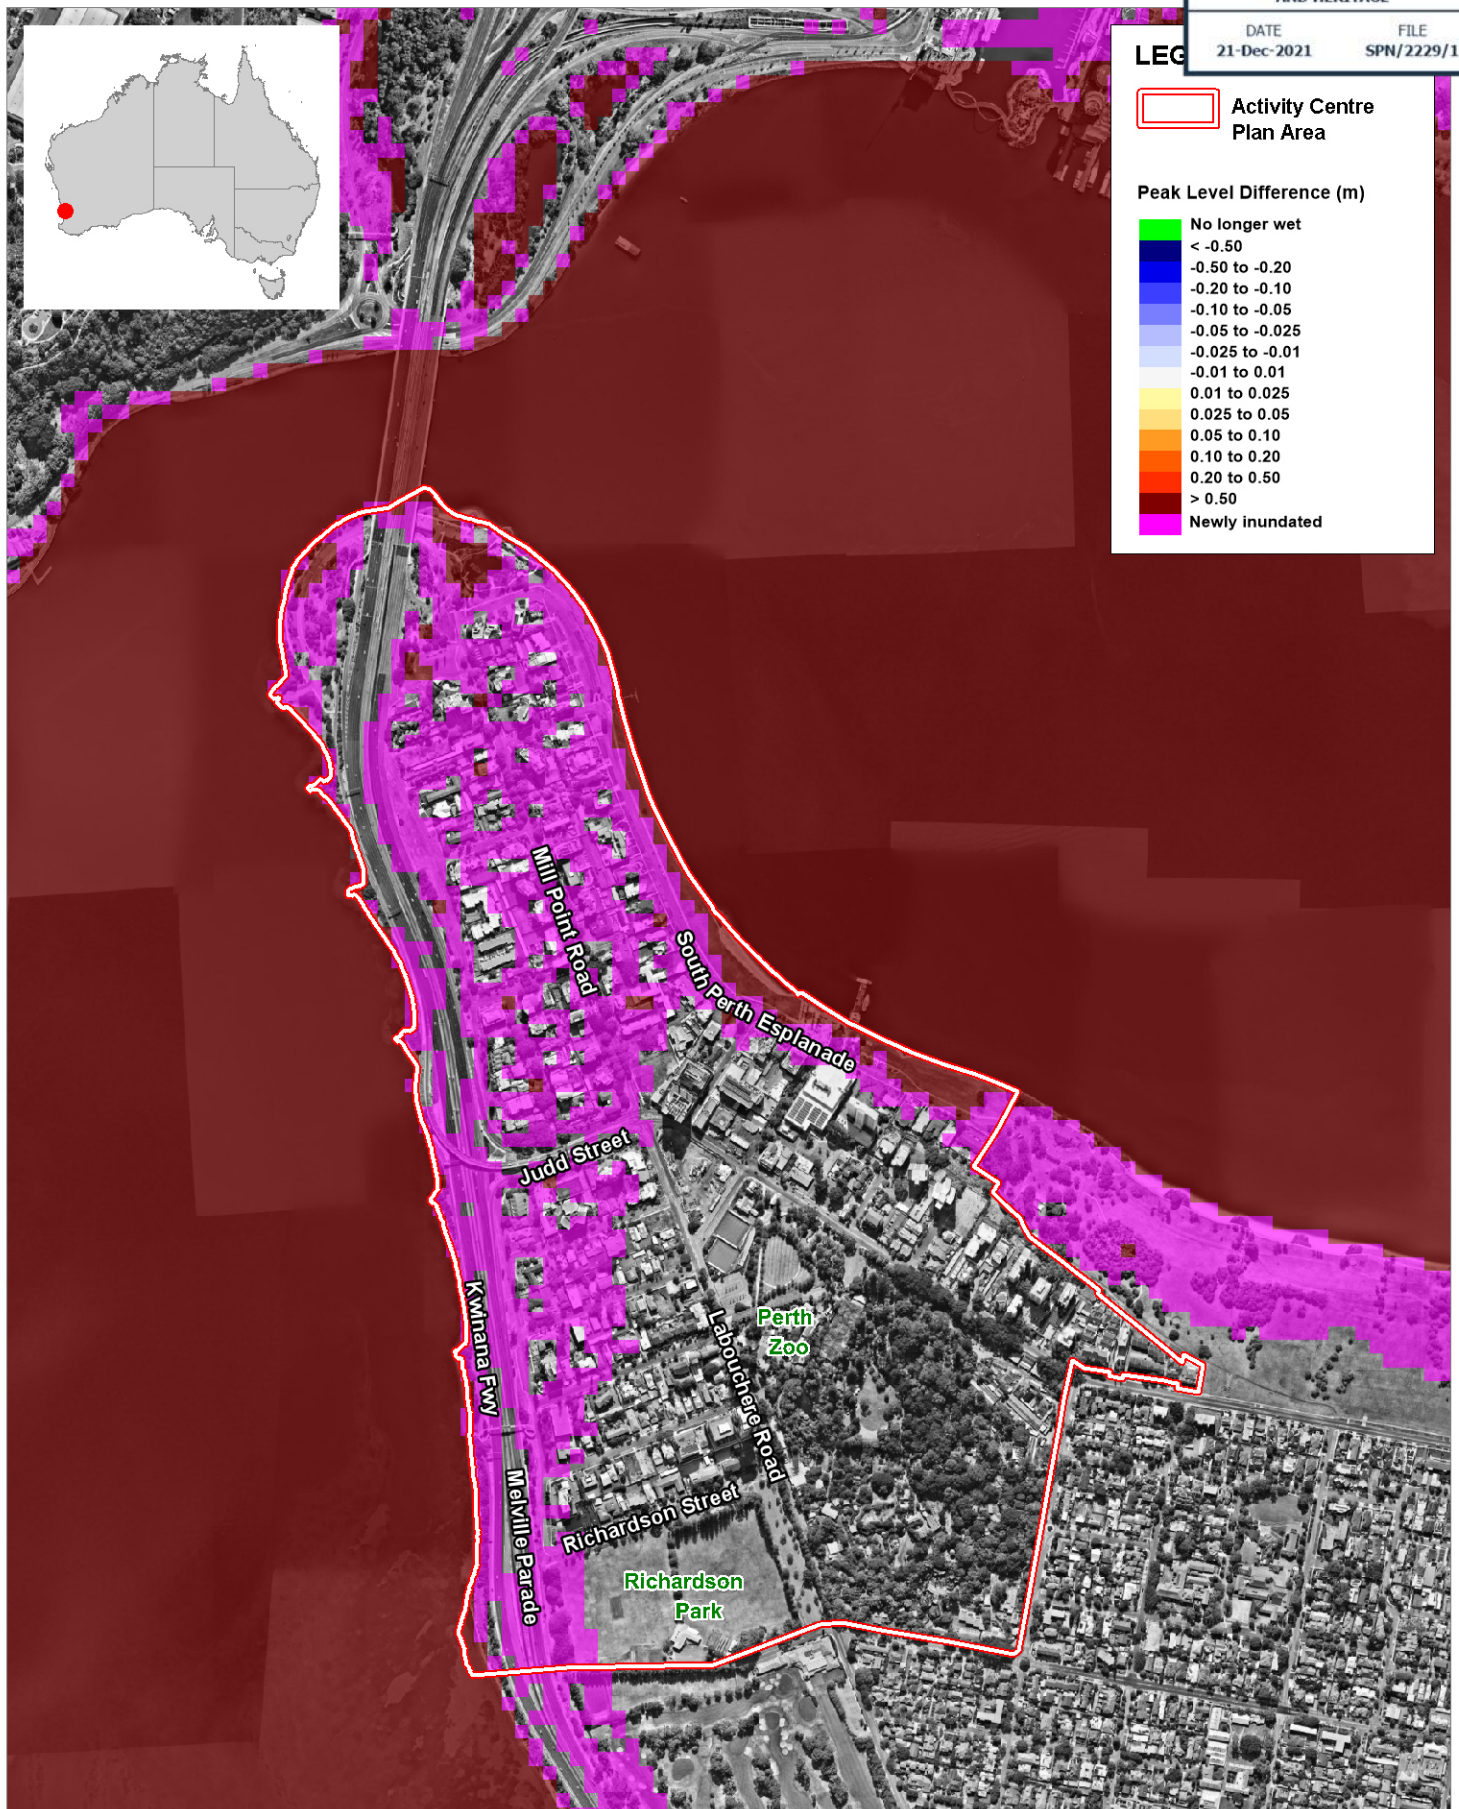 DATE
FILE
21-Dec-2021
SPN/2229/1
Activity Centre
Plan Area
Peak Level Difference (m)
No longer wet
< -0.50
-0.50 to -0.20
-0.20 to -0.10
-0.10 to -0.05
-0.05 to -0.025
-0.025 to -0.01
-0.01 to 0.01
0.01 to 0.025
0.025 to 0.05
0.05 to 0.10
0.10 to 0.20
0.20 to 0.50
> 0.50
Newly inundated
Mill Point Road
South Perth Esplanade
Judd Street
Kwinana Fwy
Labouchere Road
Perth
Zoo
Melville Parade
Richardson Street
Richardson
Park